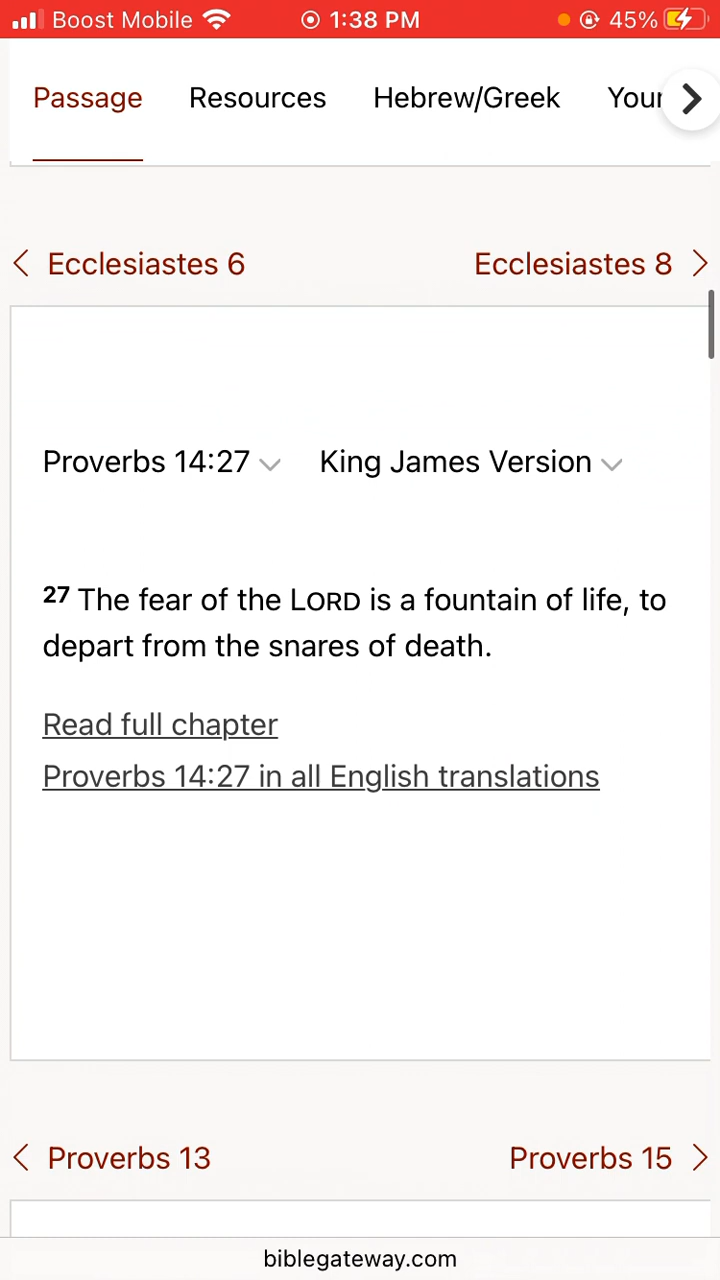 Boost Mobile 1:38 PM 45%
Passage Resources Hebrew/Greek Your
Ecclesiastes 6 Ecclesiastes 8
Proverbs 14:27 King James Version
27 The fear of the LORD is a fountain of life, to
depart from the snares of death.
Read full chapter
Proverbs 14:27 in all English translations
Proverbs 13 Proverbs 15
biblegateway.com